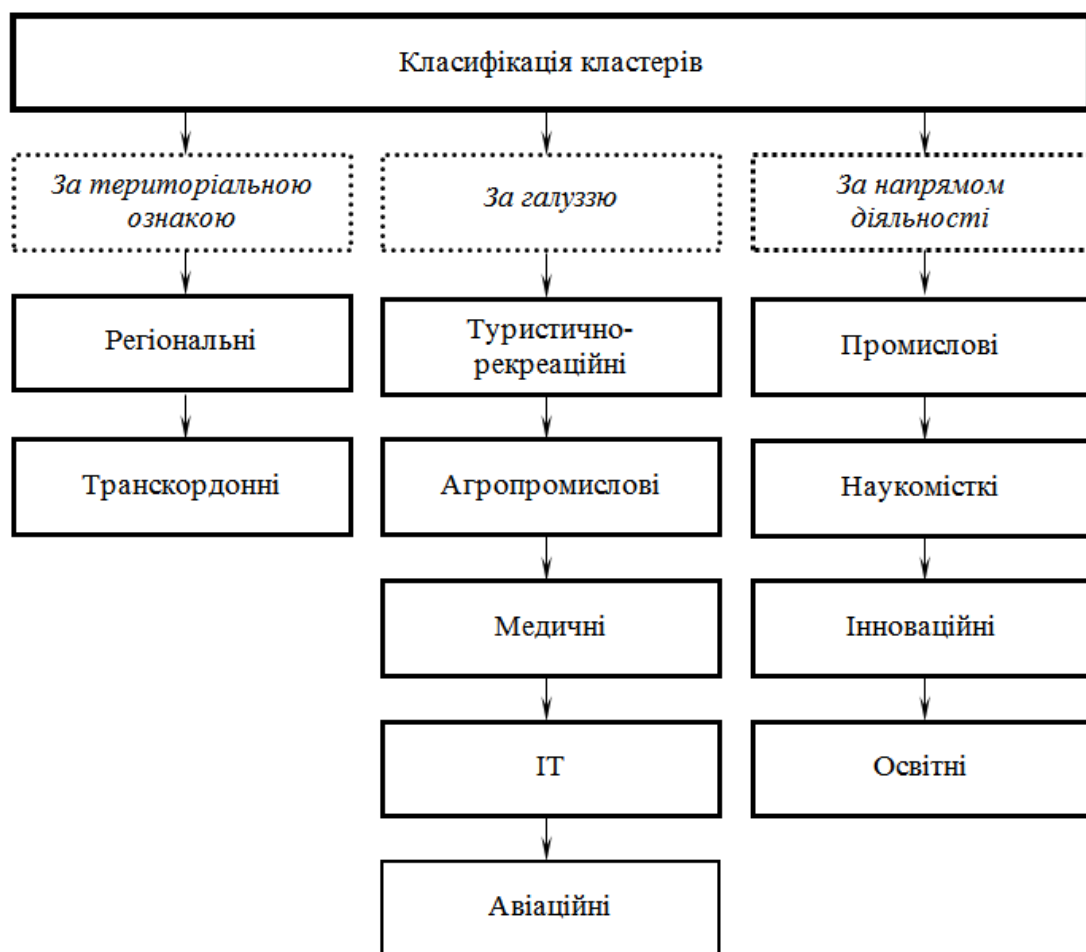 Класифікація кластерів
За територіальною
ознакою
За галуззю
За напрямом
діяльності
Регіональні
Туристично-
рекреаційні
Промислові
Транскордонні
Агропромислові
Наукомісткі
Медичні
Інноваційні
ІТ
Освітні
Авіаційні